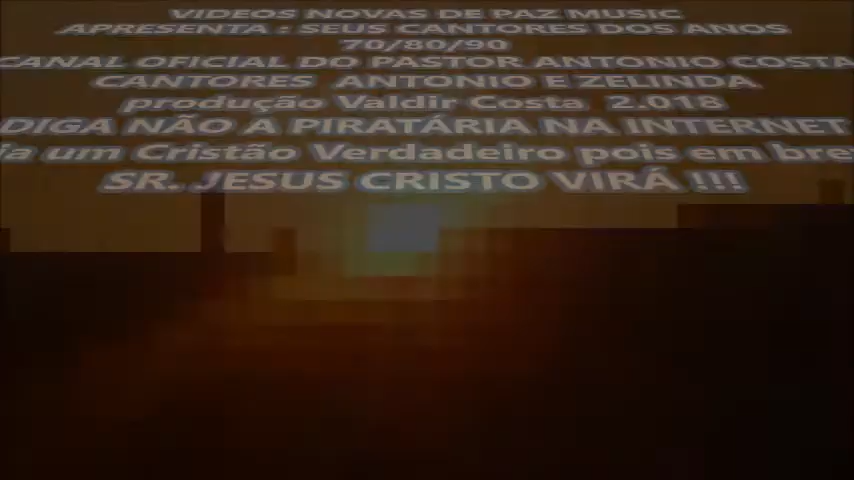 VIDEOS NOVAS DE PAZ MUSIC
APRESENTA : SEUS CANTORES DOS ANOS
70/80/90
CANAL OFICIAL DO PASTOR ANTONIO COSTA
CANTORES ANTONIO E ZELINDA
produção Valdir Costa 2.018
DIGA NÃO A PIRATÁRIA NA INTERNET
um Cristão Verdadeiro pois em
SR. JESUS CRISTO VIRÁ !!!